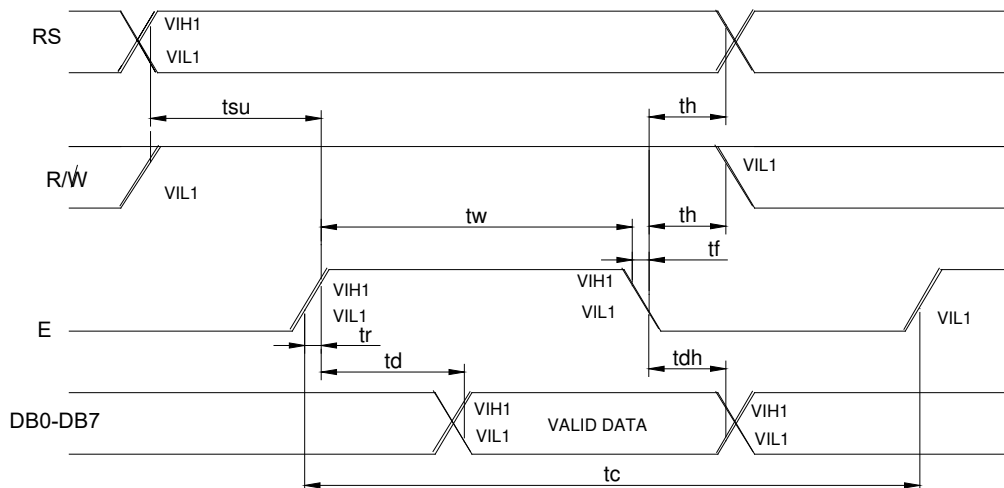 RS
VIH1
VIL1
tsu
th
R/W
VIL1
VIL1
tw
th
tf
E
VIH1
VIL1
VIH1
VIL1
VIL1
tr
td
tdh
DB0-DB7
VIH1
VIL1
VALID DATA
VIH1
VIL1
tc